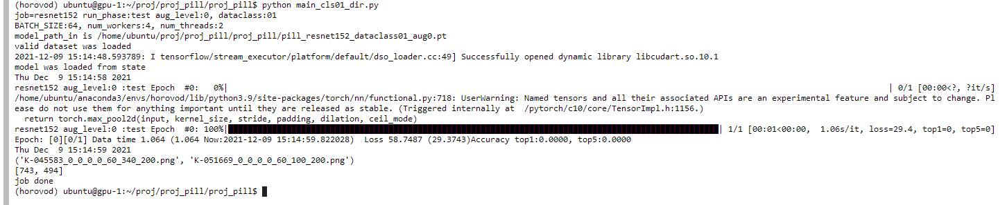 (horovod) ubuntu@gpu-1:~/proj/proj_pill/proj_pill$ python main_cls01_dir.py
job=resnet152 run_phase:test aug_level:0, dataclass:01
BATCH_SIZE:64, num_workers:4, num_threads:2
model_path_in is /home/ubuntu/proj/proj_pill/proj_pill/pill_resnet152_dataclass01_aug0.pt
valid dataset was loaded
2021-12-09 15:14:48.593789: I tensorflow/stream_executor/platform/default/dso_loader.cc:49] Successfully opened dynamic library libcudart.so.10.1
model was loaded from state
Thu Dec  9 15:14:58 2021
resnet152 aug_level:0 :test Epoch  #0:   0%| | 0/1 [00:00<?, ?it/s]
/home/ubuntu/anaconda3/envs/horovod/lib/python3.9/site-packages/torch/nn/functional.py:718: UserWarning: Named tensors and all their associated APIs are an experimental feature and subject to change. Pl
ease do not use them for anything important until they are released as stable. (Triggered internally at  /pytorch/c10/core/TensorImpl.h:1156.)
  return torch.max_pool2d(input, kernel_size, stride, padding, dilation, ceil_mode)
resnet152 aug_level:0 :test Epoch  #0: 100%| | 1/1 [00:01<00:00,  1.06s/it, loss=29.4, top1=0, top5=0]
Epoch: [0][0/1] Data time 1.064 (1.064 Now:2021-12-09 15:14:59.822028)  Loss 58.7487 (29.3743)Accuracy top1:0.0000, top5:0.0000
Thu Dec  9 15:14:59 2021
('K-045583_0_0_0_0_60_340_200.png', 'K-051669_0_0_0_0_60_100_200.png')
[743, 494]
job done
(horovod) ubuntu@gpu-1:~/proj/proj_pill/proj_pill$